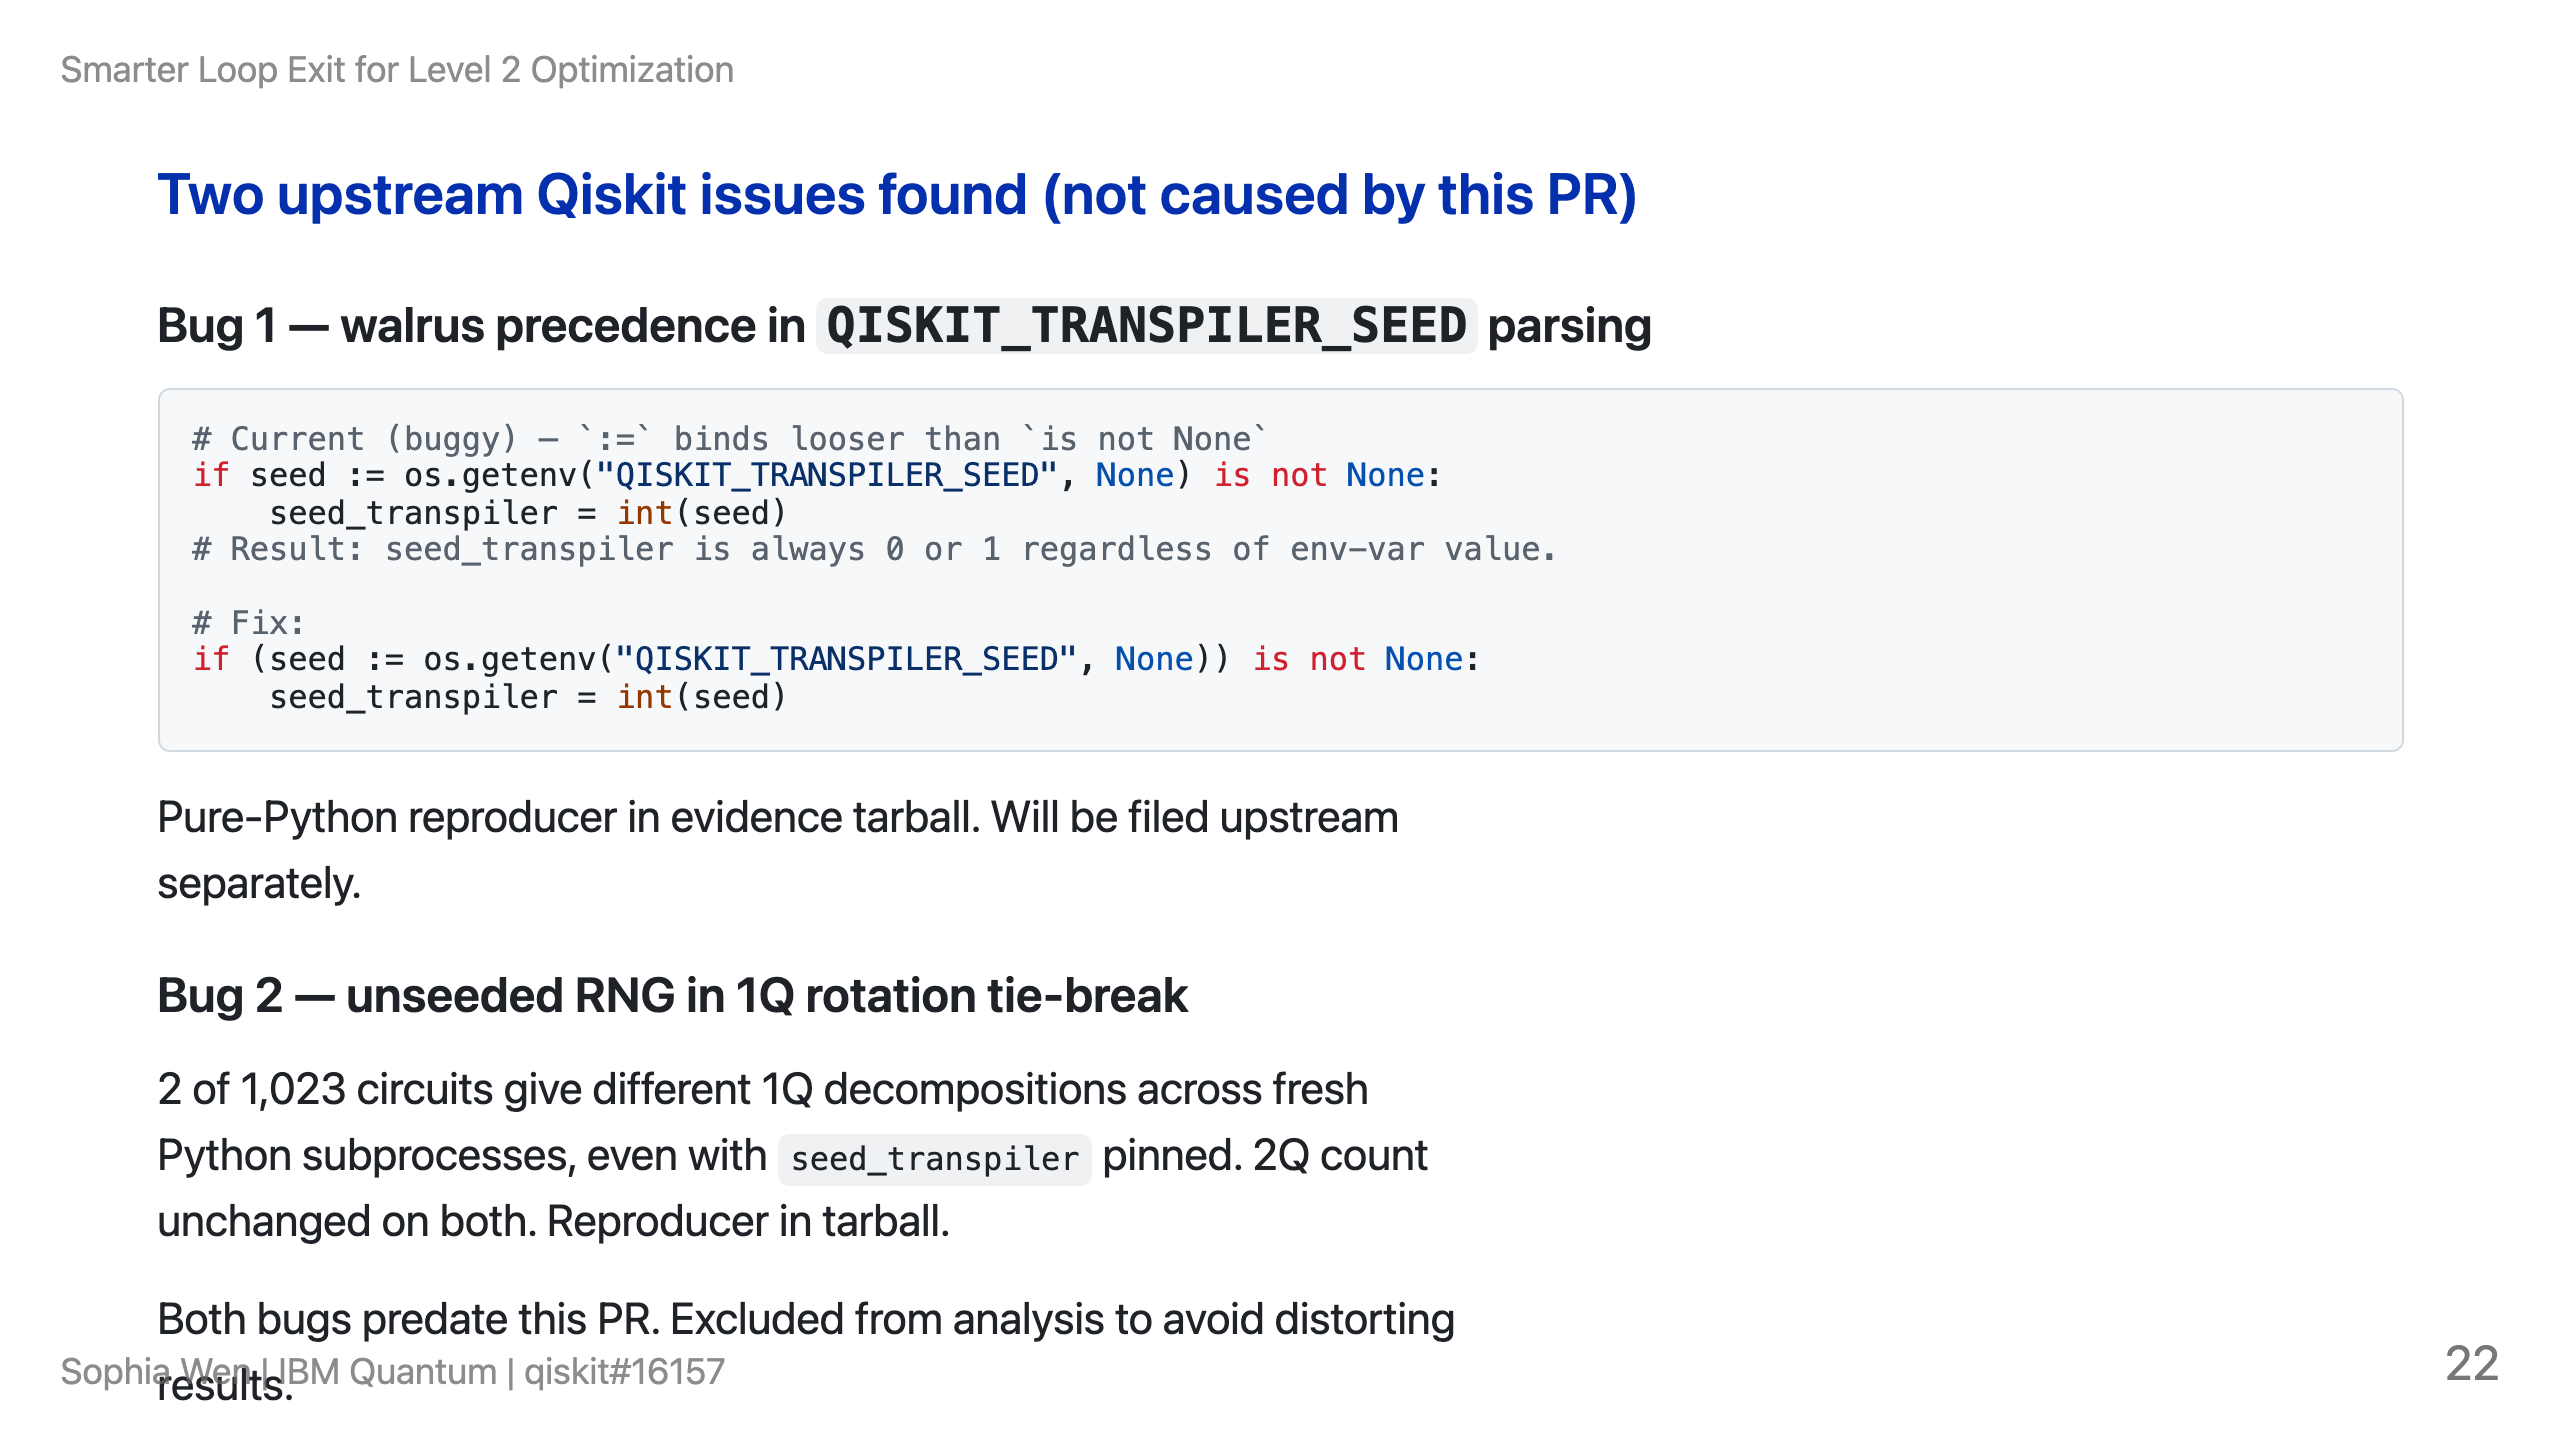 Smarter Loop Exit for Level 2 Optimization
Two upstream Qiskit issues found (not caused by this PR)
Bug 1 — walrus precedence in QISKIT_TRANSPILER_SEED parsing
# Current (buggy) — `:=` binds looser than `is not None`
if seed := os.getenv("QISKIT_TRANSPILER_SEED", None) is not None:
    seed_transpiler = int(seed)
# Result: seed_transpiler is always 0 or 1 regardless of env-var value.
# Fix:
if (seed := os.getenv("QISKIT_TRANSPILER_SEED", None)) is not None:
    seed_transpiler = int(seed)
Pure-Python reproducer in evidence tarball. Will be filed upstream
separately.
Bug 2 — unseeded RNG in 1Q rotation tie-break
2 of 1,023 circuits give different 1Q decompositions across fresh
Python subprocesses, even with seed_transpiler pinned. 2Q count
unchanged on both. Reproducer in tarball.
Both bugs predate this PR. Excluded from analysis to avoid distorting
results.
Sophia Wen | IBM Quantum | qiskit#16157
22